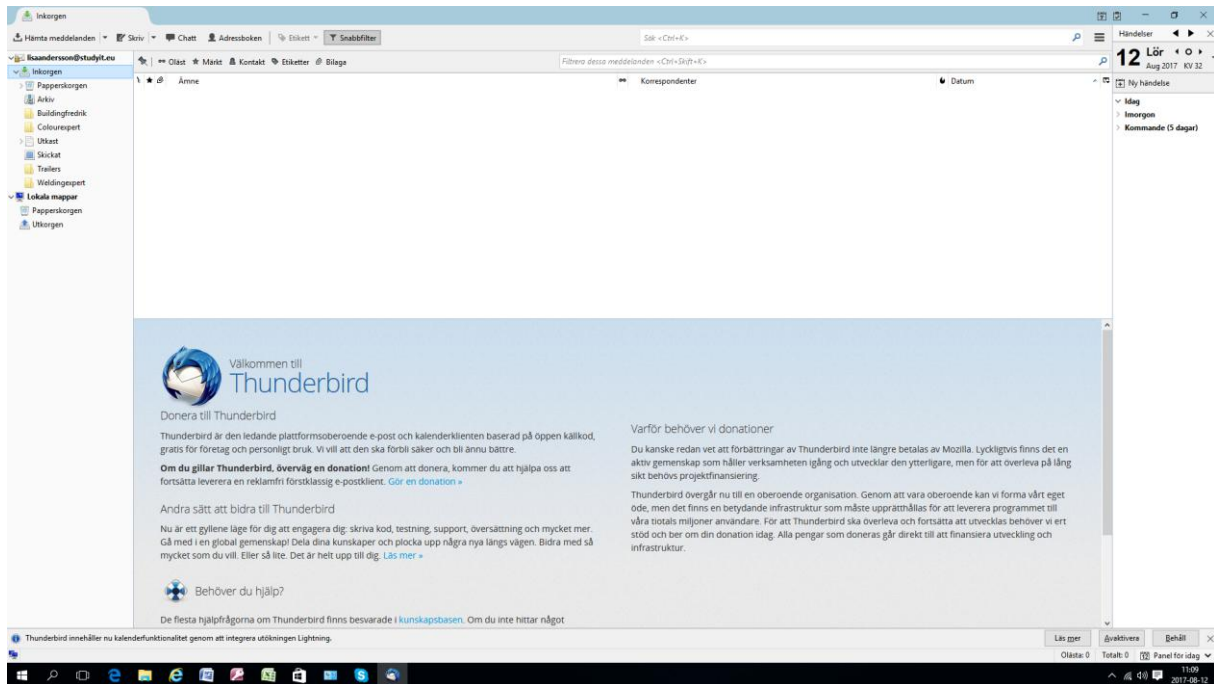 Inkorgen
Hämta meddelanden Skriv Chatt Adressboken Etikett Snabbfilter Sök <Ctrl+K>
Händelser
lisaandersson@studyit.eu
Inkorgen
Papperskorgen
Arkiv
Buildingfredrik
Colourexpert
Utkast
Skickat
Trailers
Weldingexpert
Lokala mappar
Papperskorgen
Utkorgen
Oläst Märkt Kontakt Etiketter Bilaga Filtrera dessa meddelanden <Ctrl+Skift+K>
Ämne Korrespondenter Datum
12 Lör
Aug 2017 KV 32
Ny händelse
Idag
Imorgon
Kommande (5 dagar)
Välkommen till
Thunderbird
Donera till Thunderbird
Thunderbird är den ledande plattformsoberoende e-post och kalenderklienten baserad på öppen källkod,
gratis för företag och personligt bruk. Vi vill att den ska förbli säker och bli ännu bättre.
Om du gillar Thunderbird, överväg en donation! Genom att donera, kommer du att hjälpa oss att
fortsätta leverera en reklamfri förstklassig e-postklient. Gör en donation »
Andra sätt att bidra till Thunderbird
Nu är ett gyllene läge för dig att engagera dig: skriva kod, testning, support, översättning och mycket mer.
Gå med i en global gemenskap! Dela dina kunskaper och plocka upp några nya längs vägen. Bidra med så
mycket som du vill. Eller så lite. Det är helt upp till dig. Läs mer »
Behöver du hjälp?
De flesta hjälpfrågorna om Thunderbird finns besvarade i kunskapsbasen. Om du inte hittar något
Varför behöver vi donationer
Du kanske redan vet att förbättringar av Thunderbird inte längre betalas av Mozilla. Lyckligtvis finns det en
aktiv gemenskap som håller verksamheten igång och utvecklar den ytterligare, men för att överleva på lång
sikt behövs projektfinansiering.
Thunderbird övergår nu till en oberoende organisation. Genom att vara oberoende kan vi forma vårt eget
öde, men det finns en betydande infrastruktur som måste upprätthållas för att leverera programmet till
våra tiotals miljoner användare. För att Thunderbird ska överleva och fortsätta att utvecklas behöver vi ert
stöd och ber om din donation idag. Alla pengar som doneras går direkt till att finansiera utveckling och
infrastruktur.
Thunderbird innehåller nu kalenderfunktionalitet genom att integrera utökningen Lightning. Läs mer Avaktivera Behåll
Olästa: 0 Totalt: 0 Panel för idag
11:09
2017-08-12